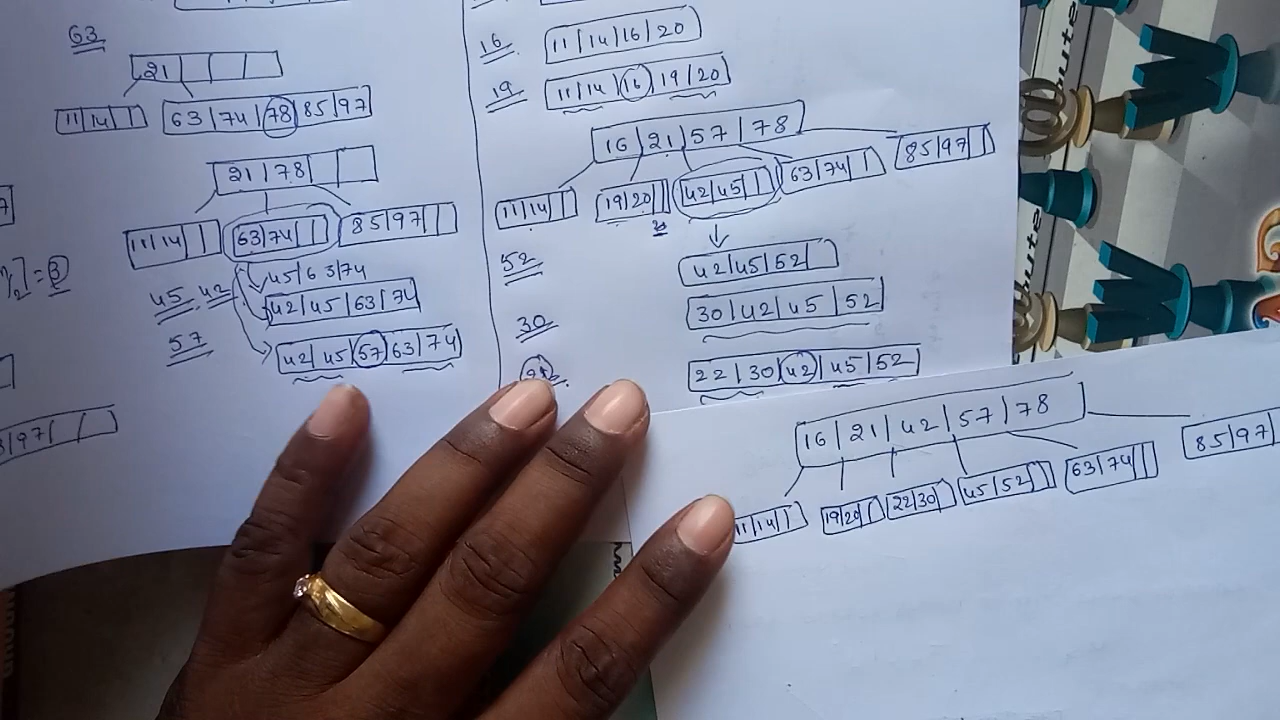 63
21
11 | 14
63 | 74 | 78 | 85 | 97
21 | 78
11 | 14
63 | 74
85 | 97
45 | 63 | 74
45 42
42 | 45 | 63 | 74
57
42 | 45 | 57 | 63 | 74
16
11 | 14 | 16 | 20
19
11 | 14 | 16 | 19 | 20
16 | 21 | 57 | 78
11 | 14
19 | 20
42 | 45
63 | 74
85 | 97
52
42 | 45 | 52
30
30 | 42 | 45 | 52
22 | 30 | 42 | 45 | 52
16 | 21 | 42 | 57 | 78
11 | 14
19 | 20
22 | 30
45 | 52
63 | 74
85 | 97